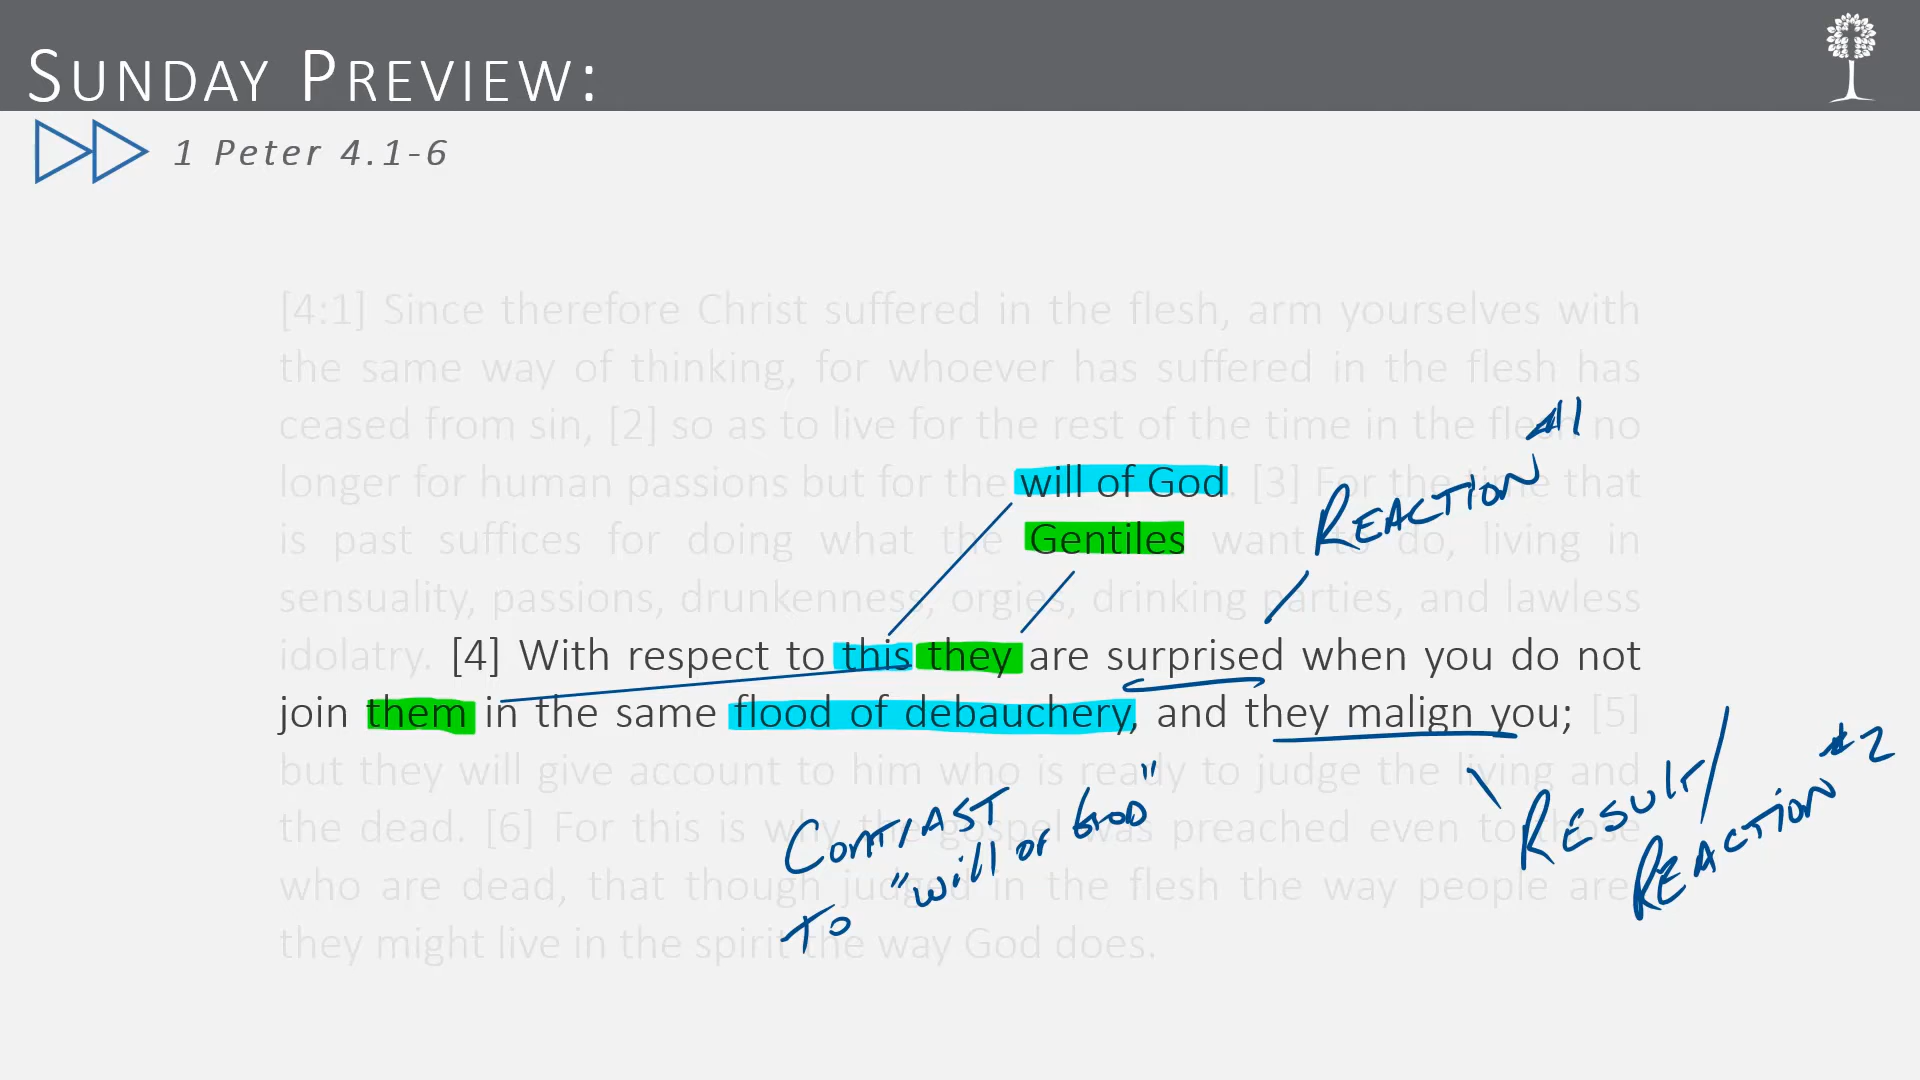 SUNDAY PREVIEW:
1 Peter 4.1-6
[4:1] Since therefore Christ suffered in the flesh, arm yourselves with
the same way of thinking, for whoever has suffered in the flesh has
ceased from sin, [2] so as to live for the rest of the time in the flesh no
longer for human passions but for the will of God. [3] For the time that
is past suffices for doing what the Gentiles want to do, living in
sensuality, passions, drunkenness, orgies, drinking parties, and lawless
idolatry. [4] With respect to this they are surprised when you do not
join them in the same flood of debauchery, and they malign you; [5]
but they will give account to him who is ready to judge the living and
the dead. [6] For this is why the gospel was preached even to those
who are dead, that though judged in the flesh the way people are,
they might live in the spirit the way God does.
REACTION #1
CONTRAST
TO "will of God"
RESULT/
REACTION #2